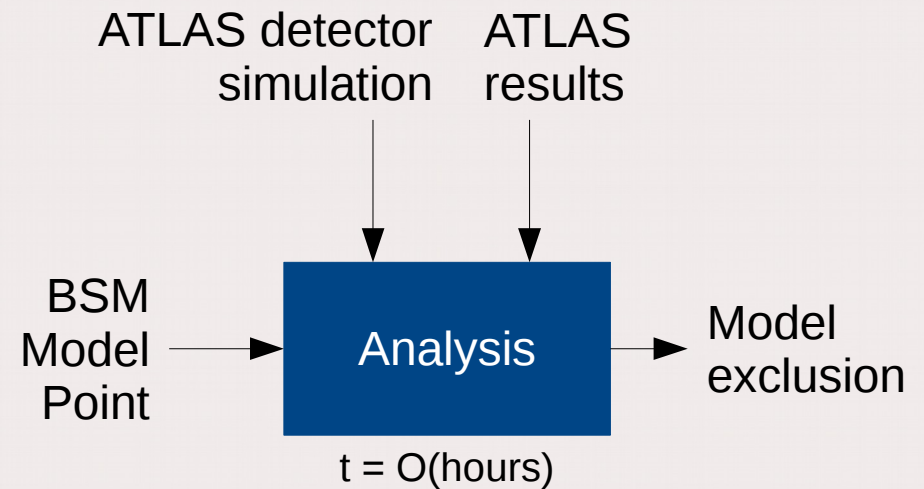 ATLAS detector
simulation
ATLAS
results
BSM
Model
Point
Analysis
Model
exclusion
t = O(hours)